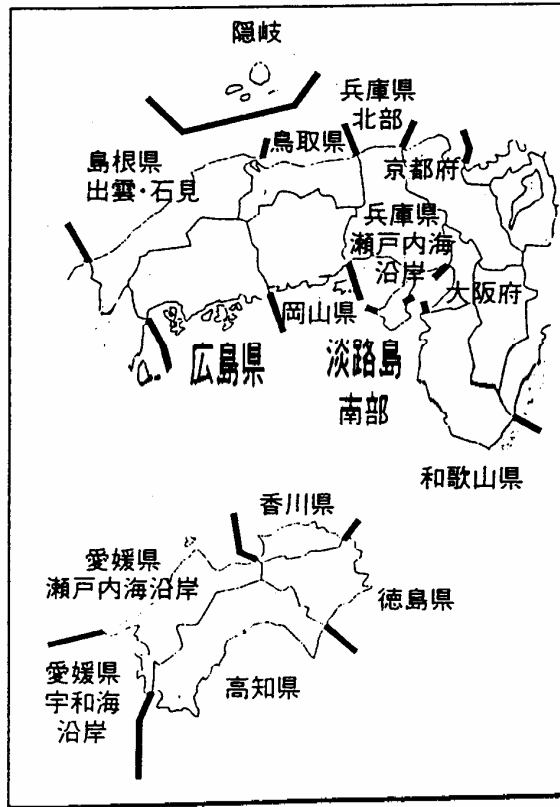 隠岐
兵庫県
北部
鳥取県
京都府
島根県
出雲・石見
兵庫県
瀬戸内海
沿岸
大阪府
岡山県
広島県
淡路島
南部
和歌山県
香川県
愛媛県
瀬戸内海沿岸
徳島県
愛媛県
宇和海
沿岸
高知県